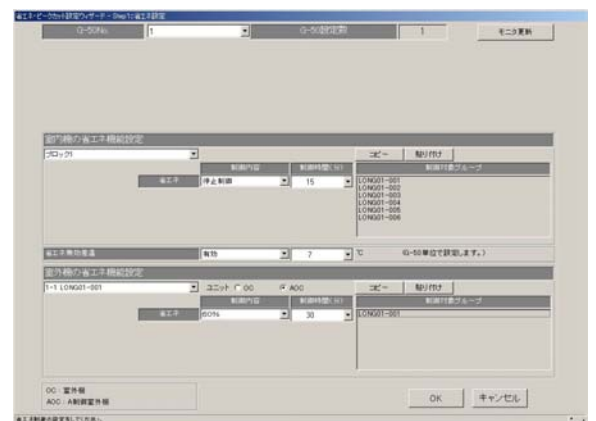 省エネ・ピークカット設定ウィザード - Step1:省エネ設定
G-50No. 1 G-50設定数 1 モニタ更新
室内機の省エネ機能設定
ブロック1 コピー 貼り付け
制御内容 制御時間(分) 制御対象グループ
省エネ 停止制御 15
LONG01-001
LONG01-002
LONG01-003
LONG01-004
LONG01-005
LONG01-006
省エネ無効差温 有効 7 ℃ (G-50単位で設定します。)
室外機の省エネ機能設定
1-1 LONG01-001 ユニット OC AOC コピー 貼り付け
制御内容 制御時間(分) 制御対象グループ
省エネ 60% 30 LONG01-001
OC : 室外機
AOC : A制御室外機
OK キャンセル